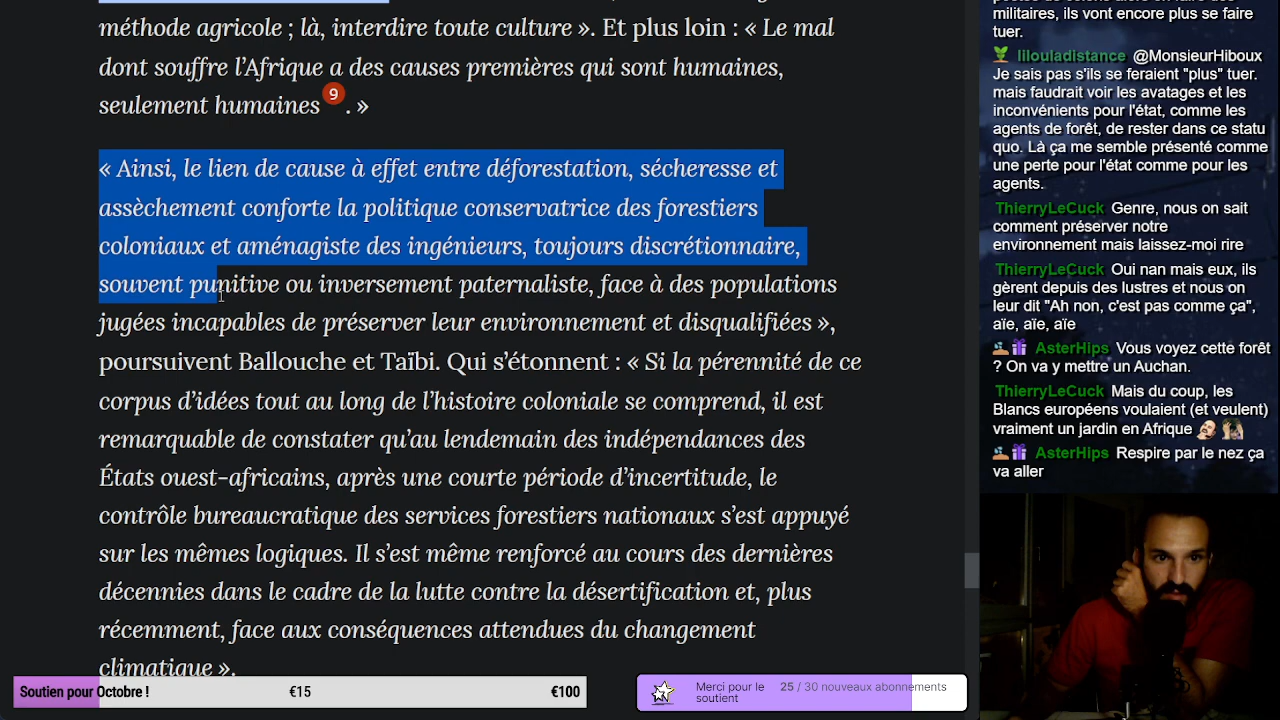 méthode agricole ; là, interdire toute culture ». Et plus loin : « Le mal
dont souffre l’Afrique a des causes premières qui sont humaines,
seulement humaines 9. »
« Ainsi, le lien de cause à effet entre déforestation, sécheresse et
assèchement conforte la politique conservatrice des forestiers
coloniaux et aménagiste des ingénieurs, toujours discrétionnaire,
souvent punitive ou inversement paternaliste, face à des populations
jugées incapables de préserver leur environnement et disqualifiées »,
poursuivent Ballouche et Taïbi. Qui s’étonnent : « Si la pérennité de ce
corpus d’idées tout au long de l’histoire coloniale se comprend, il est
remarquable de constater qu’au lendemain des indépendances des
États ouest-africains, après une courte période d’incertitude, le
contrôle bureaucratique des services forestiers nationaux s’est appuyé
sur les mêmes logiques. Il s’est même renforcé au cours des dernières
décennies dans le cadre de la lutte contre la désertification et, plus
récemment, face aux conséquences attendues du changement
climatique ».
Soutien pour Octobre ! €15 €100
Merci pour le
soutien
25 / 30 nouveaux abonnements
militaires, ils vont encore plus se faire
tuer.
lilouladistance @MonsieurHiboux
Je sais pas s'ils se feraient "plus" tuer.
mais faudrait voir les avatages et les
inconvénients pour l'état, comme les
agents de forêt, de rester dans ce statu
quo. Là ça me semble présenté comme
une perte pour l'état comme pour les
agents.
ThierryLeCuck Genre, nous on sait
comment préserver notre
environnement mais laissez-moi rire
ThierryLeCuck Oui nan mais eux, ils
gèrent depuis des lustres et nous on
leur dit "Ah non, c'est pas comme ça",
aïe, aïe, aïe
AsterHips Vous voyez cette forêt
? On va y mettre un Auchan.
ThierryLeCuck Mais du coup, les
Blancs européens voulaient (et veulent)
vraiment un jardin en Afrique
AsterHips Respire par le nez ça
va aller